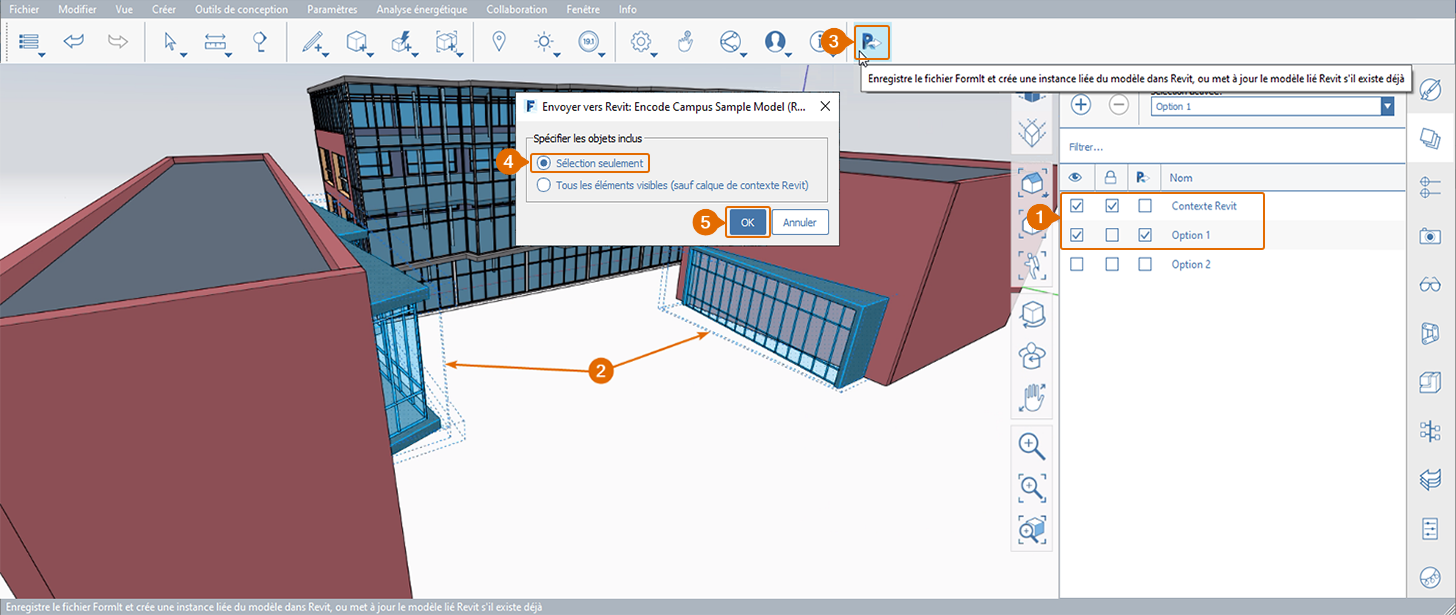 Fichier Modifier Vue Créer Outils de conception Paramètres Analyse énergétique Collaboration Fenêtre Info
19.1
3
Enregistre le fichier FormIt et crée une instance liée du modèle dans Revit, ou met à jour le modèle lié Revit s'il existe déjà
Envoyer vers Revit: Encode Campus Sample Model (R...
Option 1
Spécifier les objets inclus
Filtrer...
4 Sélection seulement
Tous les éléments visibles (sauf calque de contexte Revit)
Nom
Contexte Revit
1
5 OK Annuler
Option 1
Option 2
2
Enregistre le fichier FormIt et crée une instance liée du modèle dans Revit, ou met à jour le modèle lié Revit s'il existe déjà